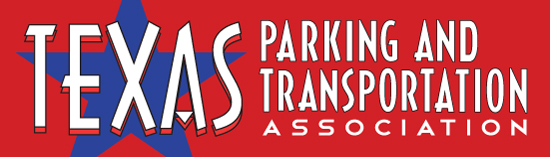 TEXAS
PARKING AND
TRANSPORTATION
ASSOCIATION